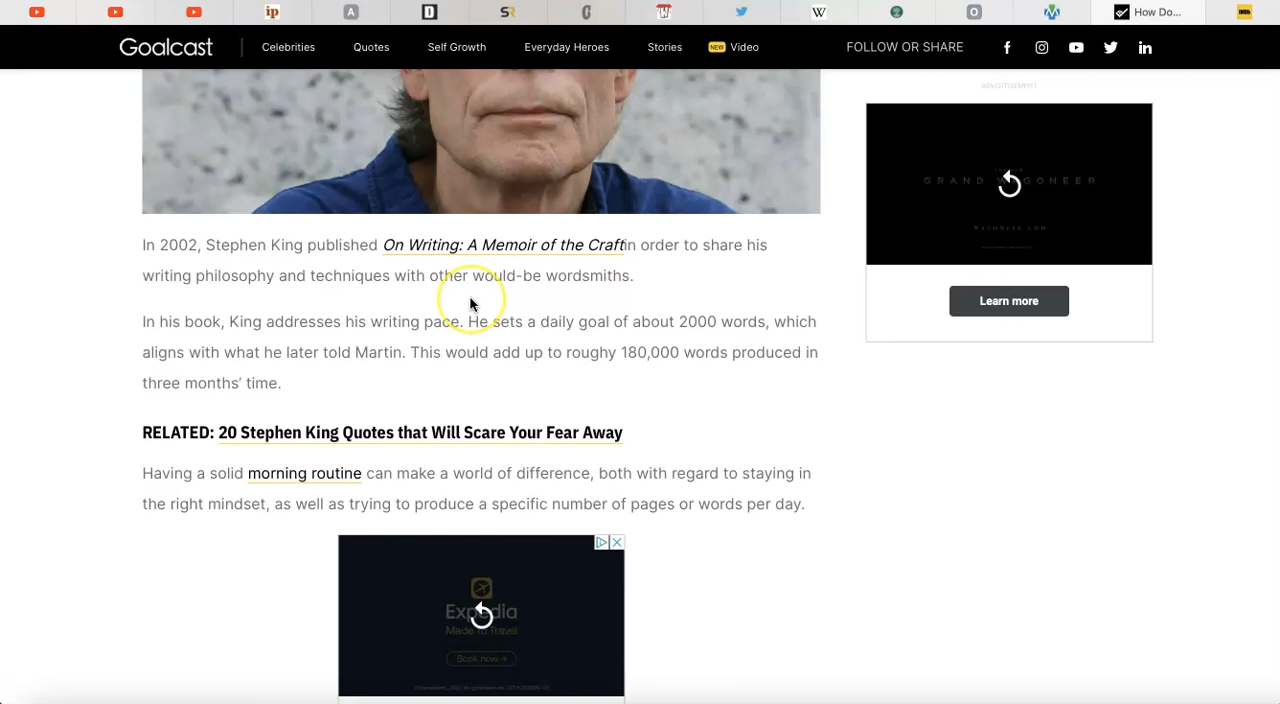 How Do...
Goalcast
Celebrities
Quotes
Self Growth
Everyday Heroes
Stories
NEW Video
FOLLOW OR SHARE
ADVERTISEMENT
GRAND WAGONEER
WAGONEER.COM
Learn more
In 2002, Stephen King published On Writing: A Memoir of the Craftin order to share his
writing philosophy and techniques with other would-be wordsmiths.
In his book, King addresses his writing pace. He sets a daily goal of about 2000 words, which
aligns with what he later told Martin. This would add up to roughy 180,000 words produced in
three months’ time.
RELATED: 20 Stephen King Quotes that Will Scare Your Fear Away
Having a solid morning routine can make a world of difference, both with regard to staying in
the right mindset, as well as trying to produce a specific number of pages or words per day.
Expedia
Made to Travel
Book now →